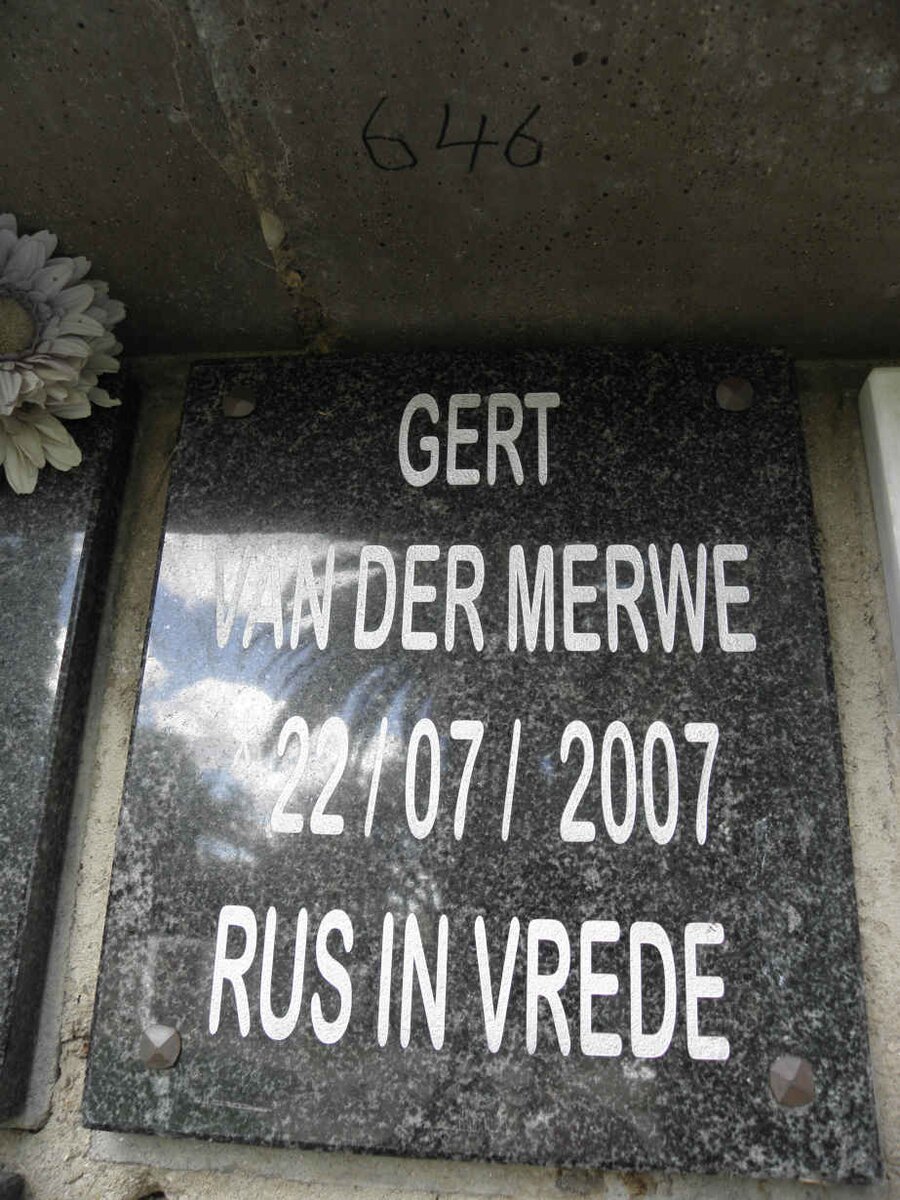 646
GERT
VAN DER MERWE
22/07/ 2007
RUS IN VREDE